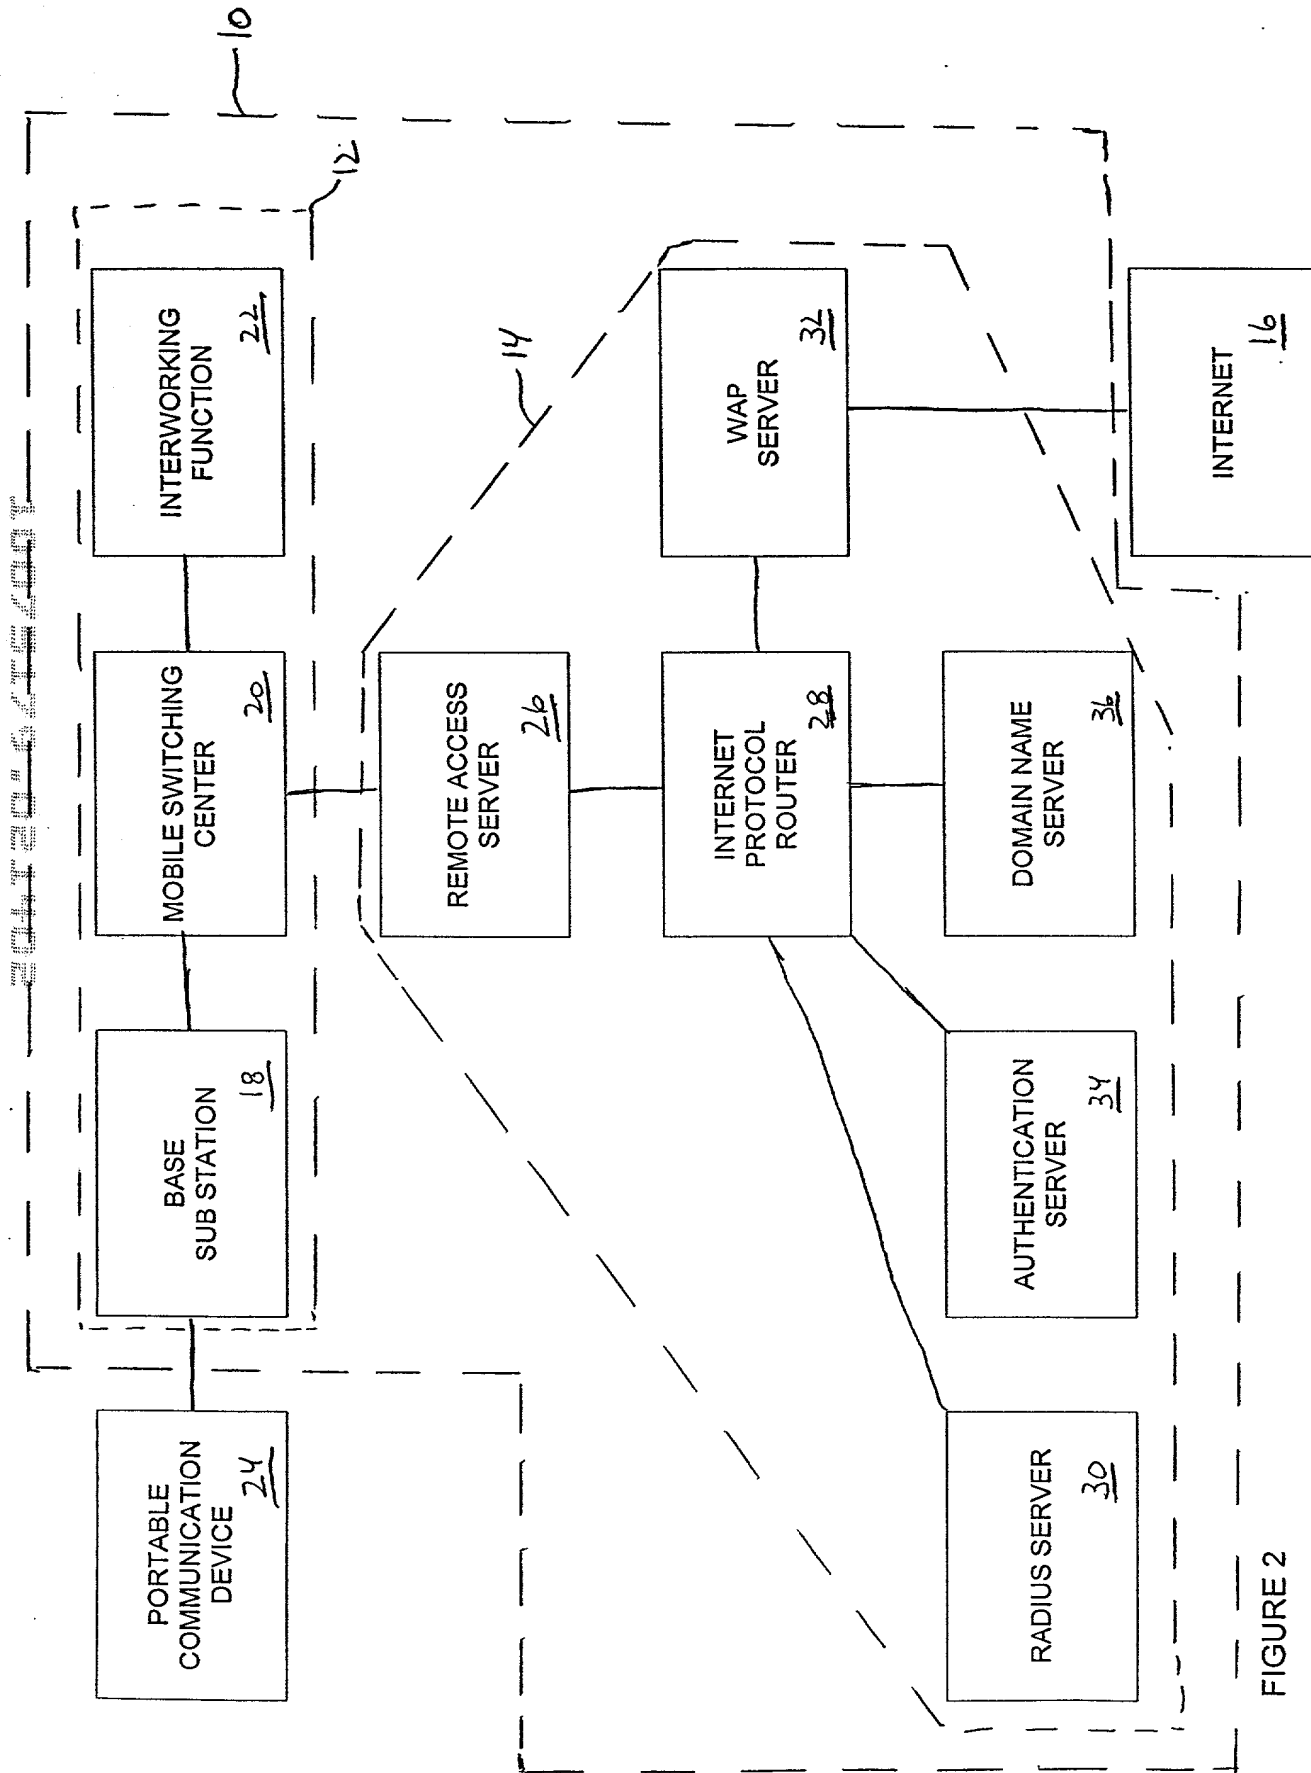 10
12
PORTABLE
COMMUNICATION
DEVICE
24
BASE
SUB STATION
18
MOBILE SWITCHING
CENTER
20
INTERWORKING
FUNCTION
22
14
REMOTE ACCESS
SERVER
26
INTERNET
PROTOCOL
ROUTER
28
WAP
SERVER
32
RADIUS SERVER
30
AUTHENTICATION
SERVER
34
DOMAIN NAME
SERVER
36
INTERNET
16
FIGURE 2